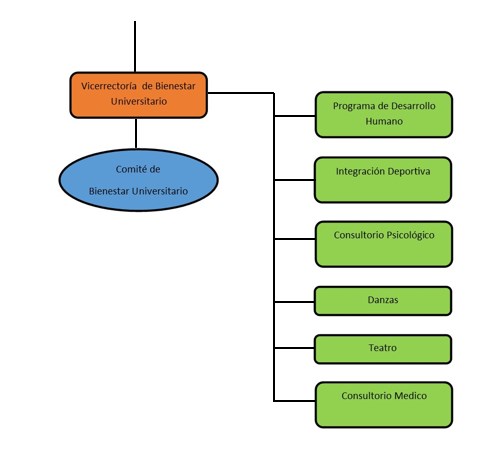 Vicerrectoría  de Bienestar
Universitario
Comité de
Bienestar Universitario
Programa de Desarrollo
Humano
Integración Deportiva
Consultorio Psicológico
Danzas
Teatro
Consultorio Medico